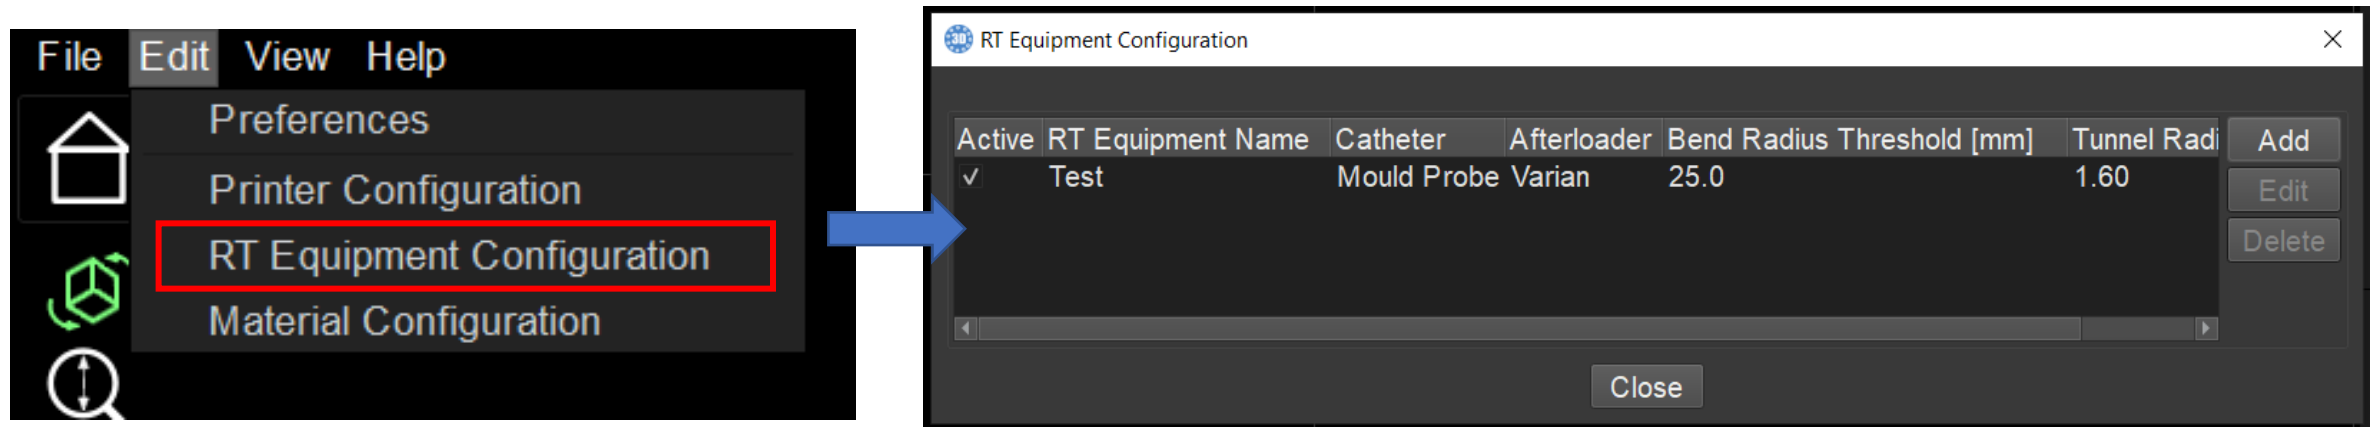 File Edit View Help
Preferences
Printer Configuration
RT Equipment Configuration
Material Configuration
3D RT Equipment Configuration
Active RT Equipment Name Catheter Afterloader Bend Radius Threshold [mm] Tunnel Radi
Test Mould Probe Varian 25.0 1.60
Add
Edit
Delete
Close